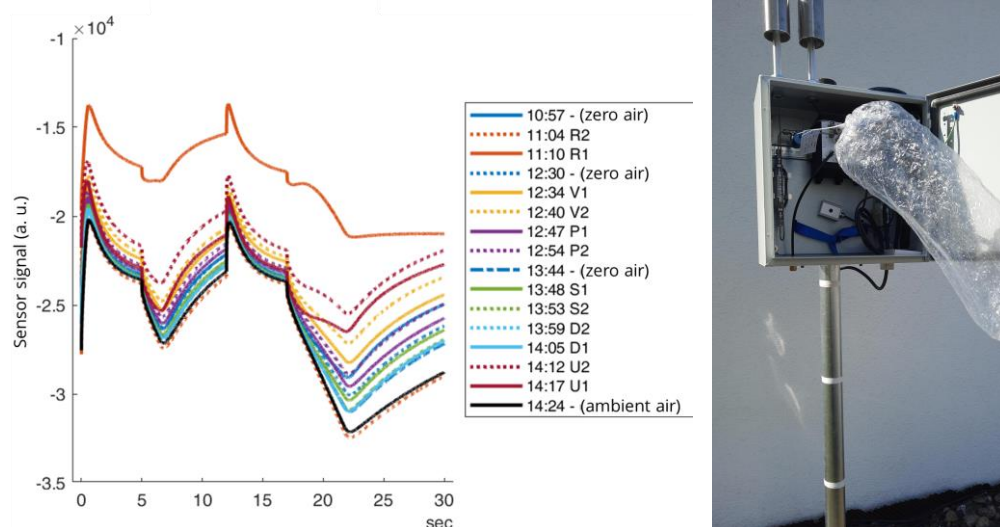 ×10⁴
-1
-1.5
-2
-2.5
-3
-3.5
Sensor signal (a. u.)
0 5 10 15 20 25 30
sec
10:57 - (zero air)
11:04 R2
11:10 R1
12:30 - (zero air)
12:34 V1
12:40 V2
12:47 P1
12:54 P2
13:44 - (zero air)
13:48 S1
13:53 S2
13:59 D2
14:05 D1
14:12 U2
14:17 U1
14:24 - (ambient air)